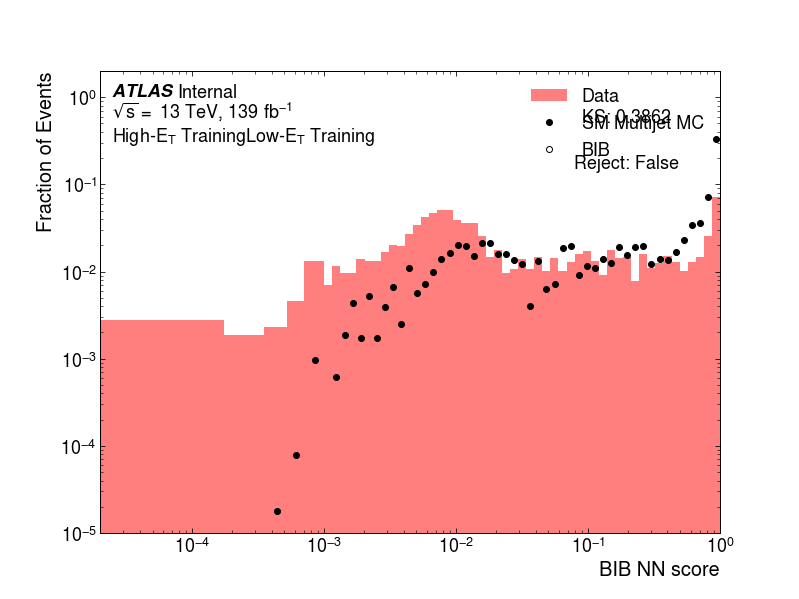 ATLAS Internal
√s = 13 TeV, 139 fb⁻¹
High-E_T TrainingLow-E_T Training
Data
KS: 0.3862
SM Multijet MC
BIB
Reject: False
Fraction of Events
10⁰
10⁻¹
10⁻²
10⁻³
10⁻⁴
10⁻⁵
10⁻⁴
10⁻³
10⁻²
10⁻¹
10⁰
BIB NN score